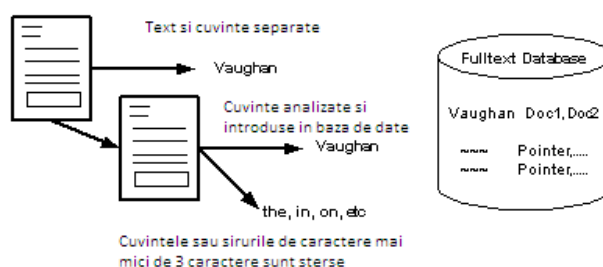 Text si cuvinte separate
Vaughan
Cuvinte analizate si
introduse in baza de date
Vaughan
the, in, on, etc
Cuvintele sau sirurile de caractere mai
mici de 3 caractere sunt sterse
Fulltext Database
Vaughan Doc1, Doc2
~~~ Pointer,.....
~~~ Pointer,.....